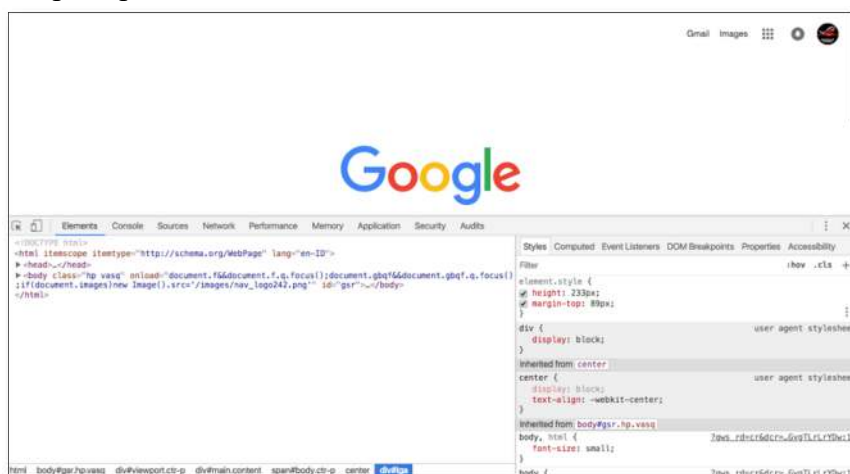 Gmail Images
Google
Elements Console Sources Network Performance Memory Application Security Audits
<!DOCTYPE html>
<html itemscope itemtype="http://schema.org/WebPage" lang="en-ID">
<head>…</head>
<body class="hp vasq" onload="document.f&&document.f.q.focus();document.gbqf&&document.gbqf.q.focus()
;if(document.images)new Image().src='/images/nav_logo242.png'" id="gsr">…</body>
</html>
html body#gsr.hp.vasq div#viewport.ctr-p div#main.content span#body.ctr-p center div#lga
Styles Computed Event Listeners DOM Breakpoints Properties Accessibility
Filter :hov .cls +
element.style {
height: 233px;
margin-top: 89px;
}
div { user agent styleshee
display: block;
}
Inherited from center
center { user agent styleshee
display: block;
text-align: -webkit-center;
}
Inherited from body#gsr.hp.vasq
body, html {
font-size: small;
}
body {